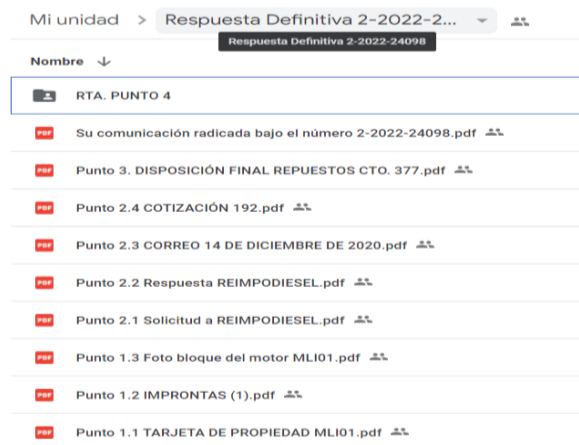 Mi unidad > Respuesta Definitiva 2-2022-2...
Respuesta Definitiva 2-2022-24098
Nombre ↓
RTA. PUNTO 4
PDF Su comunicación radicada bajo el número 2-2022-24098.pdf
PDF Punto 3. DISPOSICIÓN FINAL REPUESTOS CTO. 377.pdf
PDF Punto 2.4 COTIZACIÓN 192.pdf
PDF Punto 2.3 CORREO 14 DE DICIEMBRE DE 2020.pdf
PDF Punto 2.2 Respuesta REIMPODIESEL.pdf
PDF Punto 2.1 Solicitud a REIMPODIESEL.pdf
PDF Punto 1.3 Foto bloque del motor MLI01.pdf
PDF Punto 1.2 IMPRONTAS (1).pdf
PDF Punto 1.1 TARJETA DE PROPIEDAD MLI01.pdf